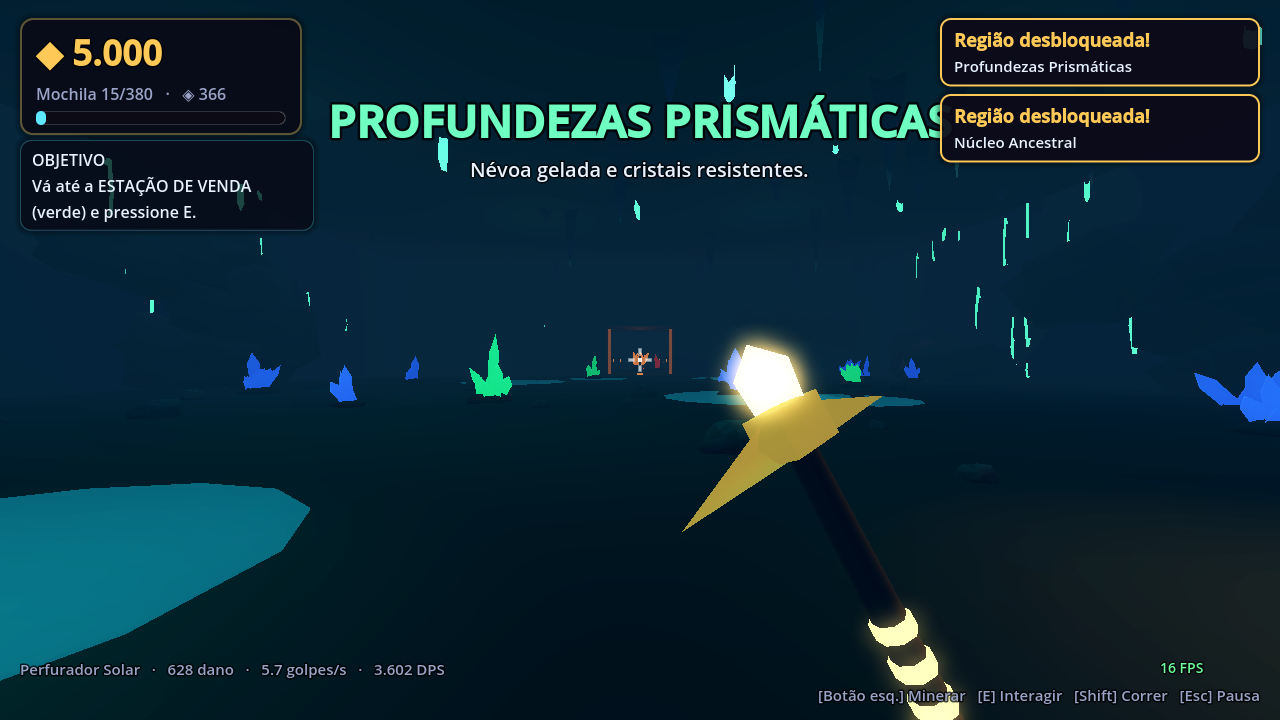 ◆ 5.000
Mochila 15/380 · ◈ 366
OBJETIVO
Vá até a ESTAÇÃO DE VENDA
(verde) e pressione E.
PROFUNDEZAS PRISMÁTICAS
Névoa gelada e cristais resistentes.
Região desbloqueada!
Profundezas Prismáticas
Região desbloqueada!
Núcleo Ancestral
Perfurador Solar · 628 dano · 5.7 golpes/s · 3.602 DPS
16 FPS
[Botão esq.] Minerar [E] Interagir [Shift] Correr [Esc] Pausa